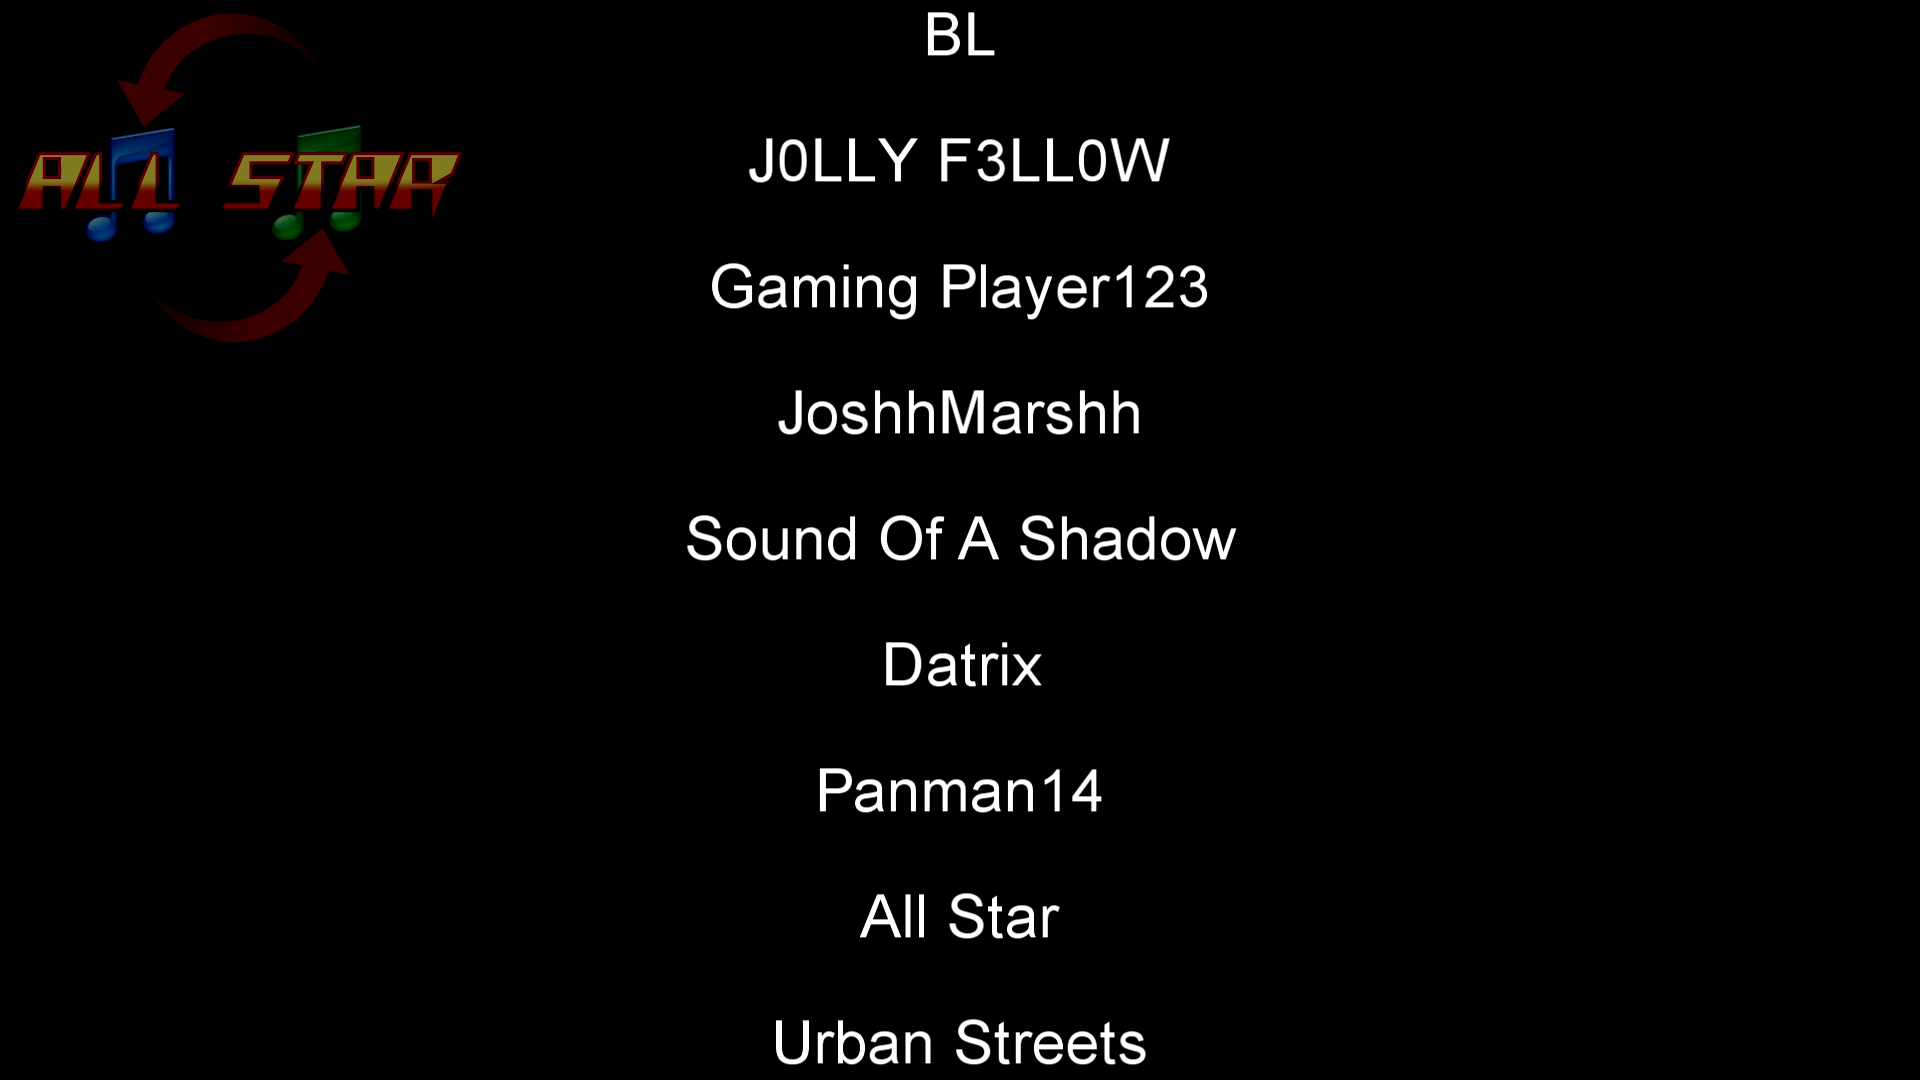 ALL STAR
BL
J0LLY F3LL0W
Gaming Player123
JoshhMarshh
Sound Of A Shadow
Datrix
Panman14
All Star
Urban Streets